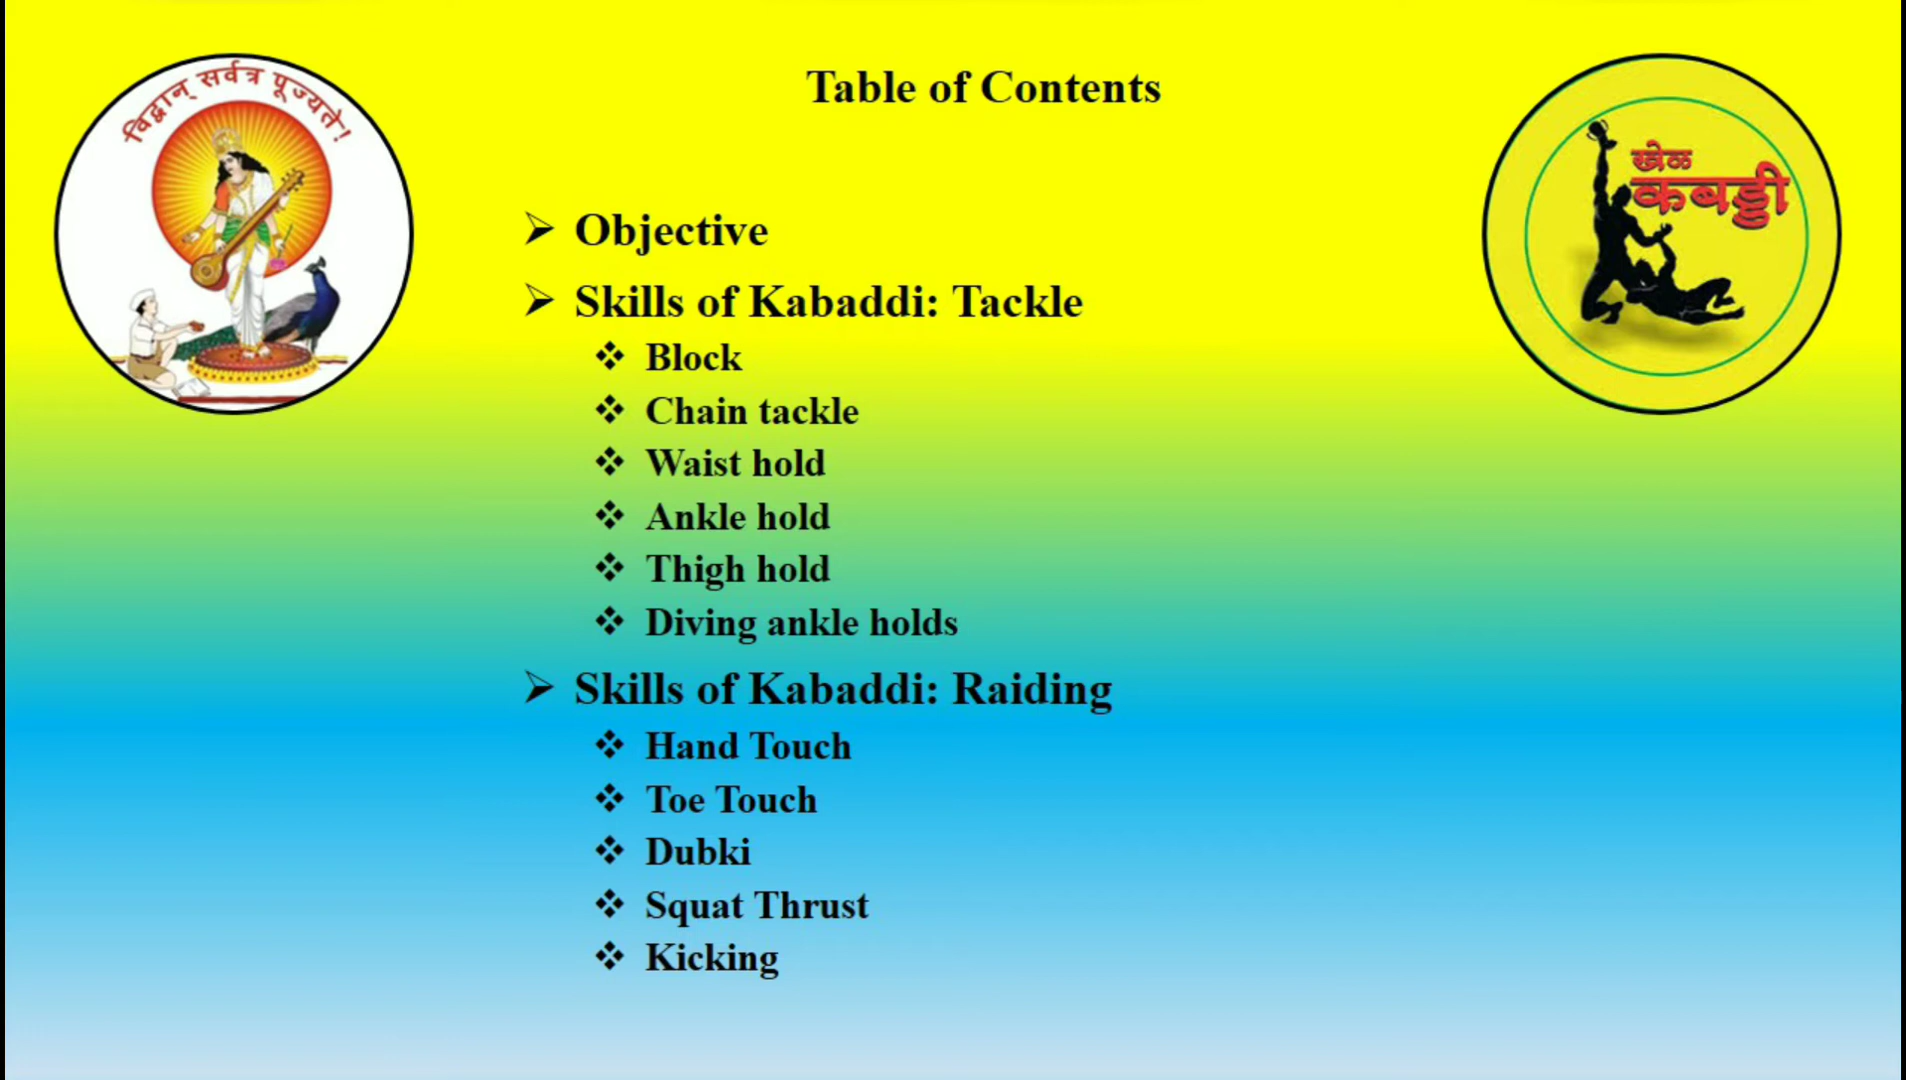 विद्वान् सर्वत्र पूज्यते!
Table of Contents
खेळ
कबड्डी
Objective
Skills of Kabaddi: Tackle
Block
Chain tackle
Waist hold
Ankle hold
Thigh hold
Diving ankle holds
Skills of Kabaddi: Raiding
Hand Touch
Toe Touch
Dubki
Squat Thrust
Kicking